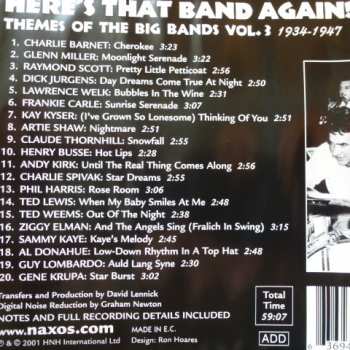 HERE'S THAT BAND AGAIN!
THEMES OF THE BIG BANDS VOL. 3 1934-1947
1. CHARLIE BARNET: Cherokee 3:23
2. GLENN MILLER: Moonlight Serenade 3:22
3. RAYMOND SCOTT: Pretty Little Petticoat 3:56
4. DICK JURGENS: Day Dreams Come True At Night 2:50
5. LAWRENCE WELK: Bubbles In The Wine 2:31
6. FRANKIE CARLE: Sunrise Serenade 3:07
7. KAY KYSER: (I've Grown So Lonesome) Thinking Of You 2:51
8. ARTIE SHAW: Nightmare 2:51
9. CLAUDE THORNHILL: Snowfall 2:55
10. HENRY BUSSE: Hot Lips 2:38
11. ANDY KIRK: Until The Real Thing Comes Along 2:56
12. CHARLIE SPIVAK: Star Dreams 2:55
13. PHIL HARRIS: Rose Room 2:35
14. TED LEWIS: When My Baby Smiles At Me 2:44
15. TED WEEMS: Out Of The Night 2:38
16. ZIGGY ELMAN: And The Angels Sing (Fralich In Swing) 3:16
17. SAMMY KAYE: Kaye's Melody 2:45
18. AL DONAHUE: Low-Down Rhythm In A Top Hat 2:48
19. GUY LOMBARDO: Auld Lang Syne 2:30
20. GENE KRUPA: Star Burst 3:02
Transfers and Production by David Lennick
Digital Noise Reduction by Graham Newton
NOTES AND FULL RECORDING DETAILS INCLUDED
www.naxos.com MADE IN E.C.
℗ & © 2001 HNH International Ltd Design: Ron Hoares
Total
Time
59:07
ADD
6 3694